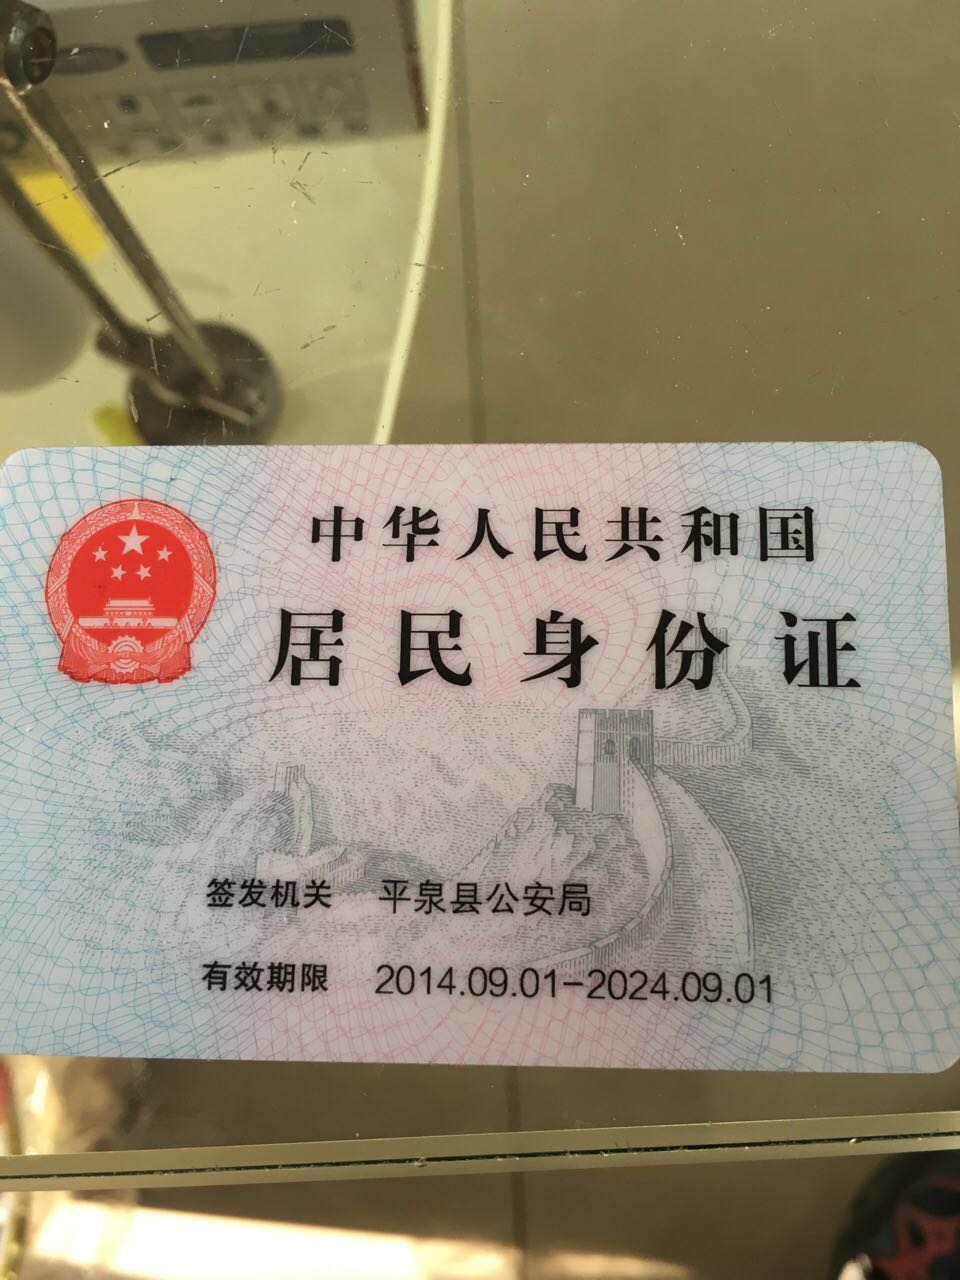 中华人民共和国
居民身份证
签发机关 平泉县公安局
有效期限 2014.09.01-2024.09.01